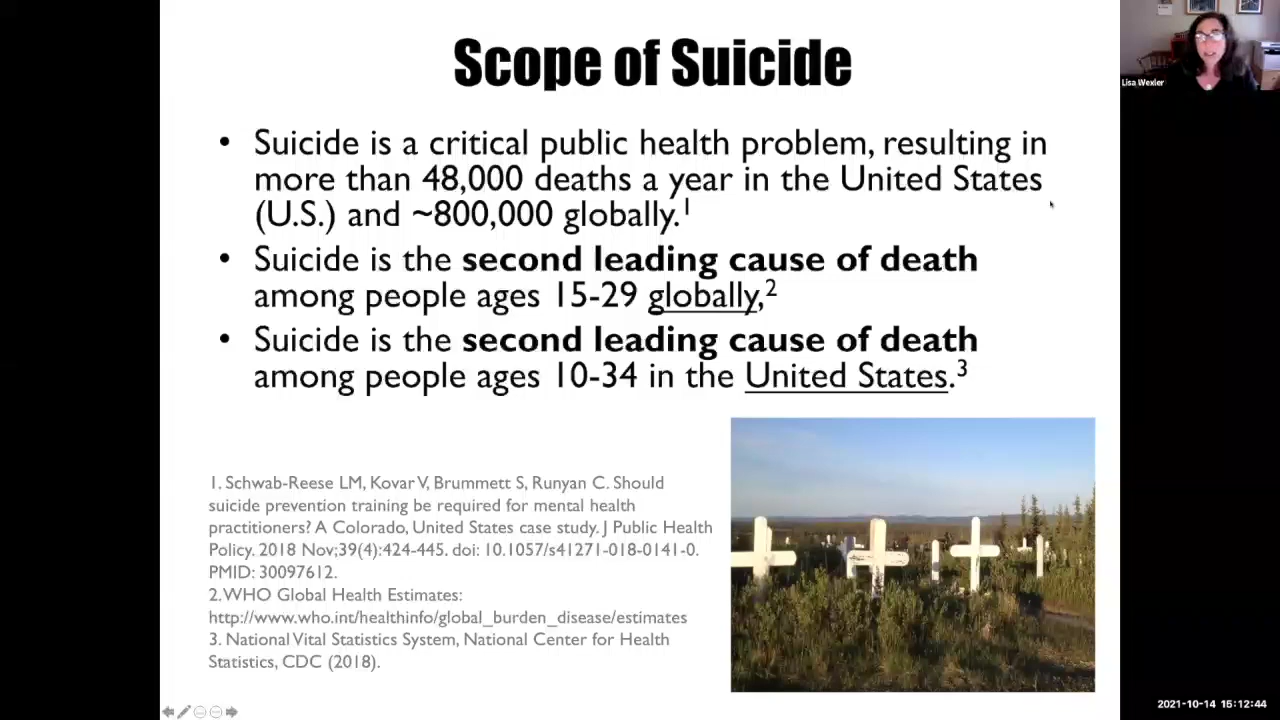 Scope of Suicide
Lisa Wexler
• Suicide is a critical public health problem, resulting in
more than 48,000 deaths a year in the United States
(U.S.) and ~800,000 globally.1
• Suicide is the second leading cause of death
among people ages 15-29 globally,2
• Suicide is the second leading cause of death
among people ages 10-34 in the United States.3
1. Schwab-Reese LM, Kovar V, Brummett S, Runyan C. Should
suicide prevention training be required for mental health
practitioners? A Colorado, United States case study. J Public Health
Policy. 2018 Nov;39(4):424-445. doi: 10.1057/s41271-018-0141-0.
PMID: 30097612.
2. WHO Global Health Estimates:
http://www.who.int/healthinfo/global_burden_disease/estimates
3. National Vital Statistics System, National Center for Health
Statistics, CDC (2018).
2021-10-14 15:12:44